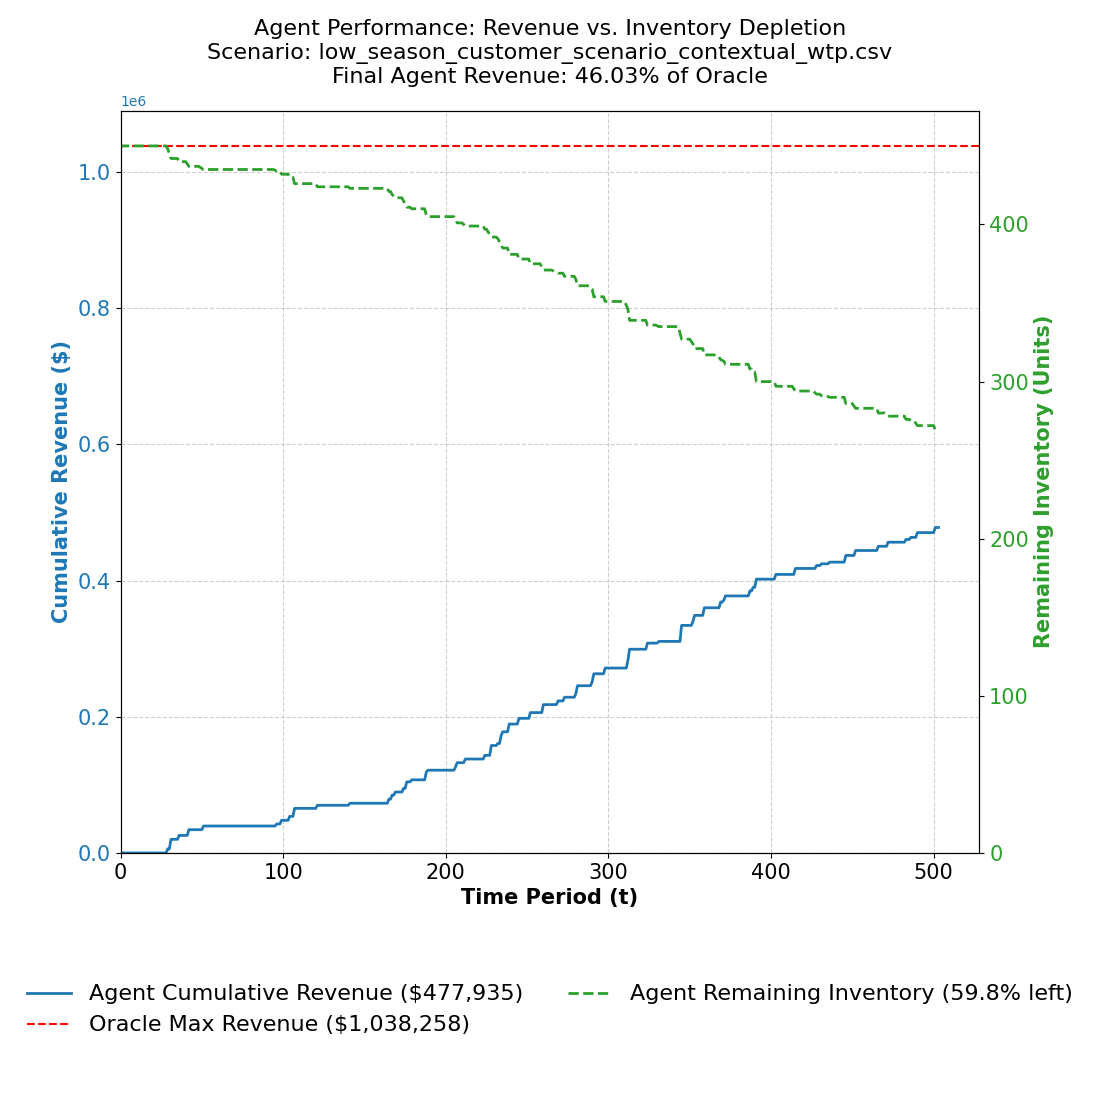 Agent Performance: Revenue vs. Inventory Depletion
Scenario: low_season_customer_scenario_contextual_wtp.csv
Final Agent Revenue: 46.03% of Oracle
1e6
1.0
0.8
0.6
0.4
0.2
0.0
Cumulative Revenue ($)
400
300
200
100
0
Remaining Inventory (Units)
0 100 200 300 400 500
Time Period (t)
Agent Cumulative Revenue ($477,935)
Oracle Max Revenue ($1,038,258)
Agent Remaining Inventory (59.8% left)